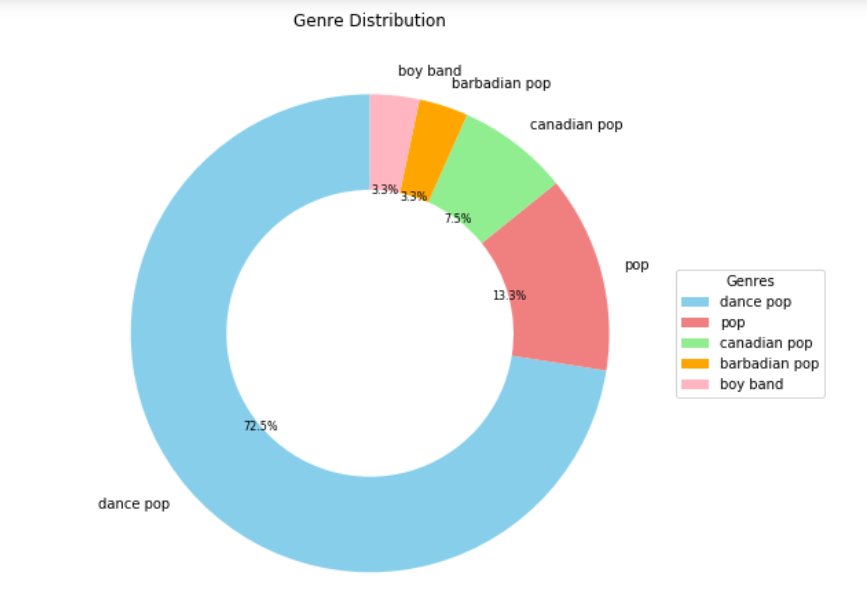 Genre Distribution
boy band
barbadian pop
canadian pop
3.3%
3.3%
7.5%
pop
13.3%
72.5%
dance pop
Genres
dance pop
pop
canadian pop
barbadian pop
boy band